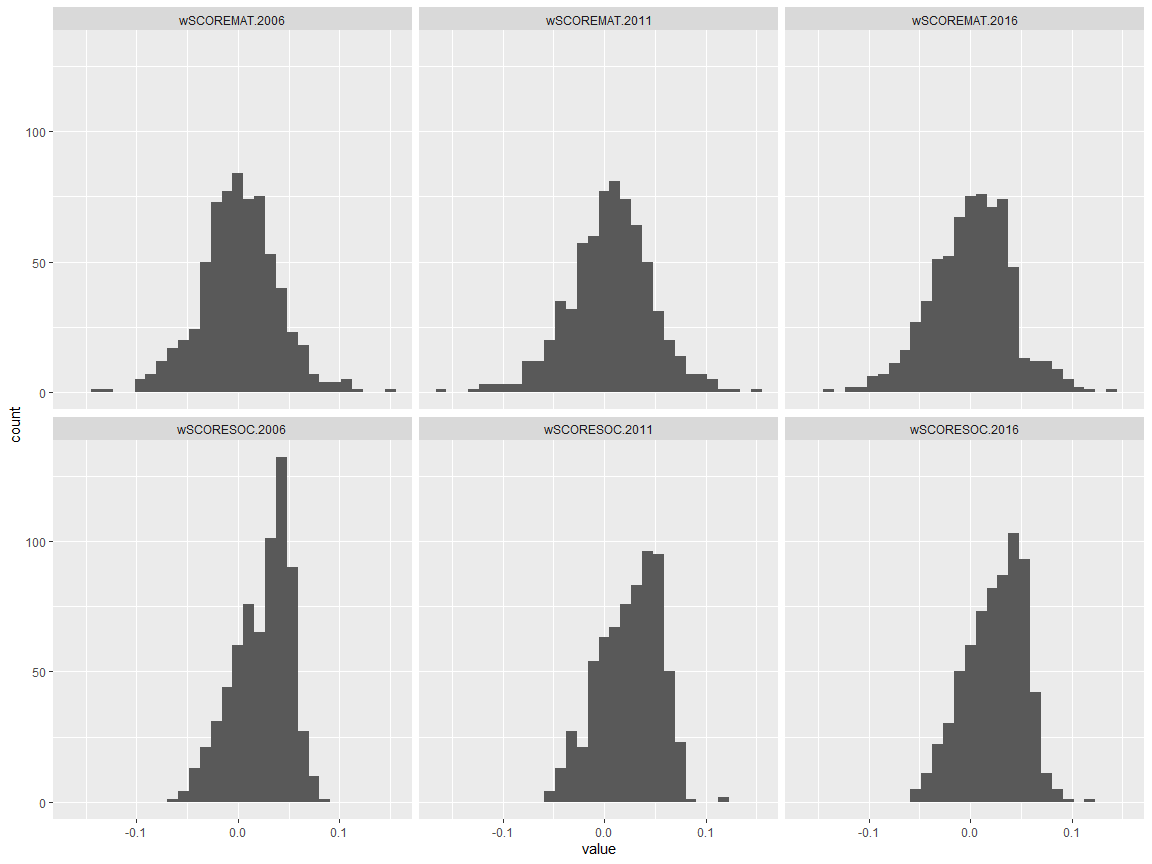 wSCOREMAT.2006 wSCOREMAT.2011 wSCOREMAT.2016
100
50
0
count
wSCORESOC.2006 wSCORESOC.2011 wSCORESOC.2016
100
50
0
-0.1 0.0 0.1 -0.1 0.0 0.1 -0.1 0.0 0.1
value